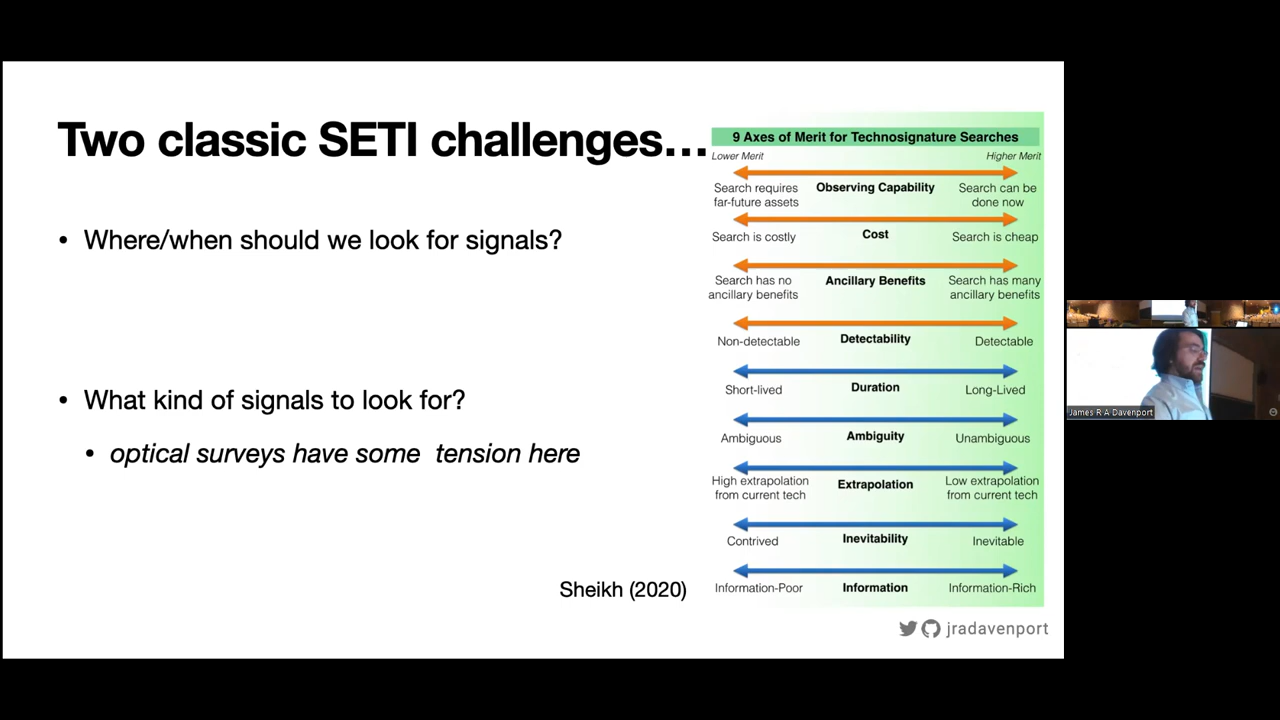 Two classic SETI challenges…
• Where/when should we look for signals?
• What kind of signals to look for?
• optical surveys have some tension here
Sheikh (2020)
9 Axes of Merit for Technosignature Searches
Lower Merit Higher Merit
Search requires far-future assets
Observing Capability
Search can be done now
Search is costly
Cost
Search is cheap
Search has no ancillary benefits
Ancillary Benefits
Search has many ancillary benefits
Non-detectable
Detectability
Detectable
Short-lived
Duration
Long-Lived
Ambiguous
Ambiguity
Unambiguous
High extrapolation from current tech
Extrapolation
Low extrapolation from current tech
Contrived
Inevitability
Inevitable
Information-Poor
Information
Information-Rich
jradavenport
James R A Davenport